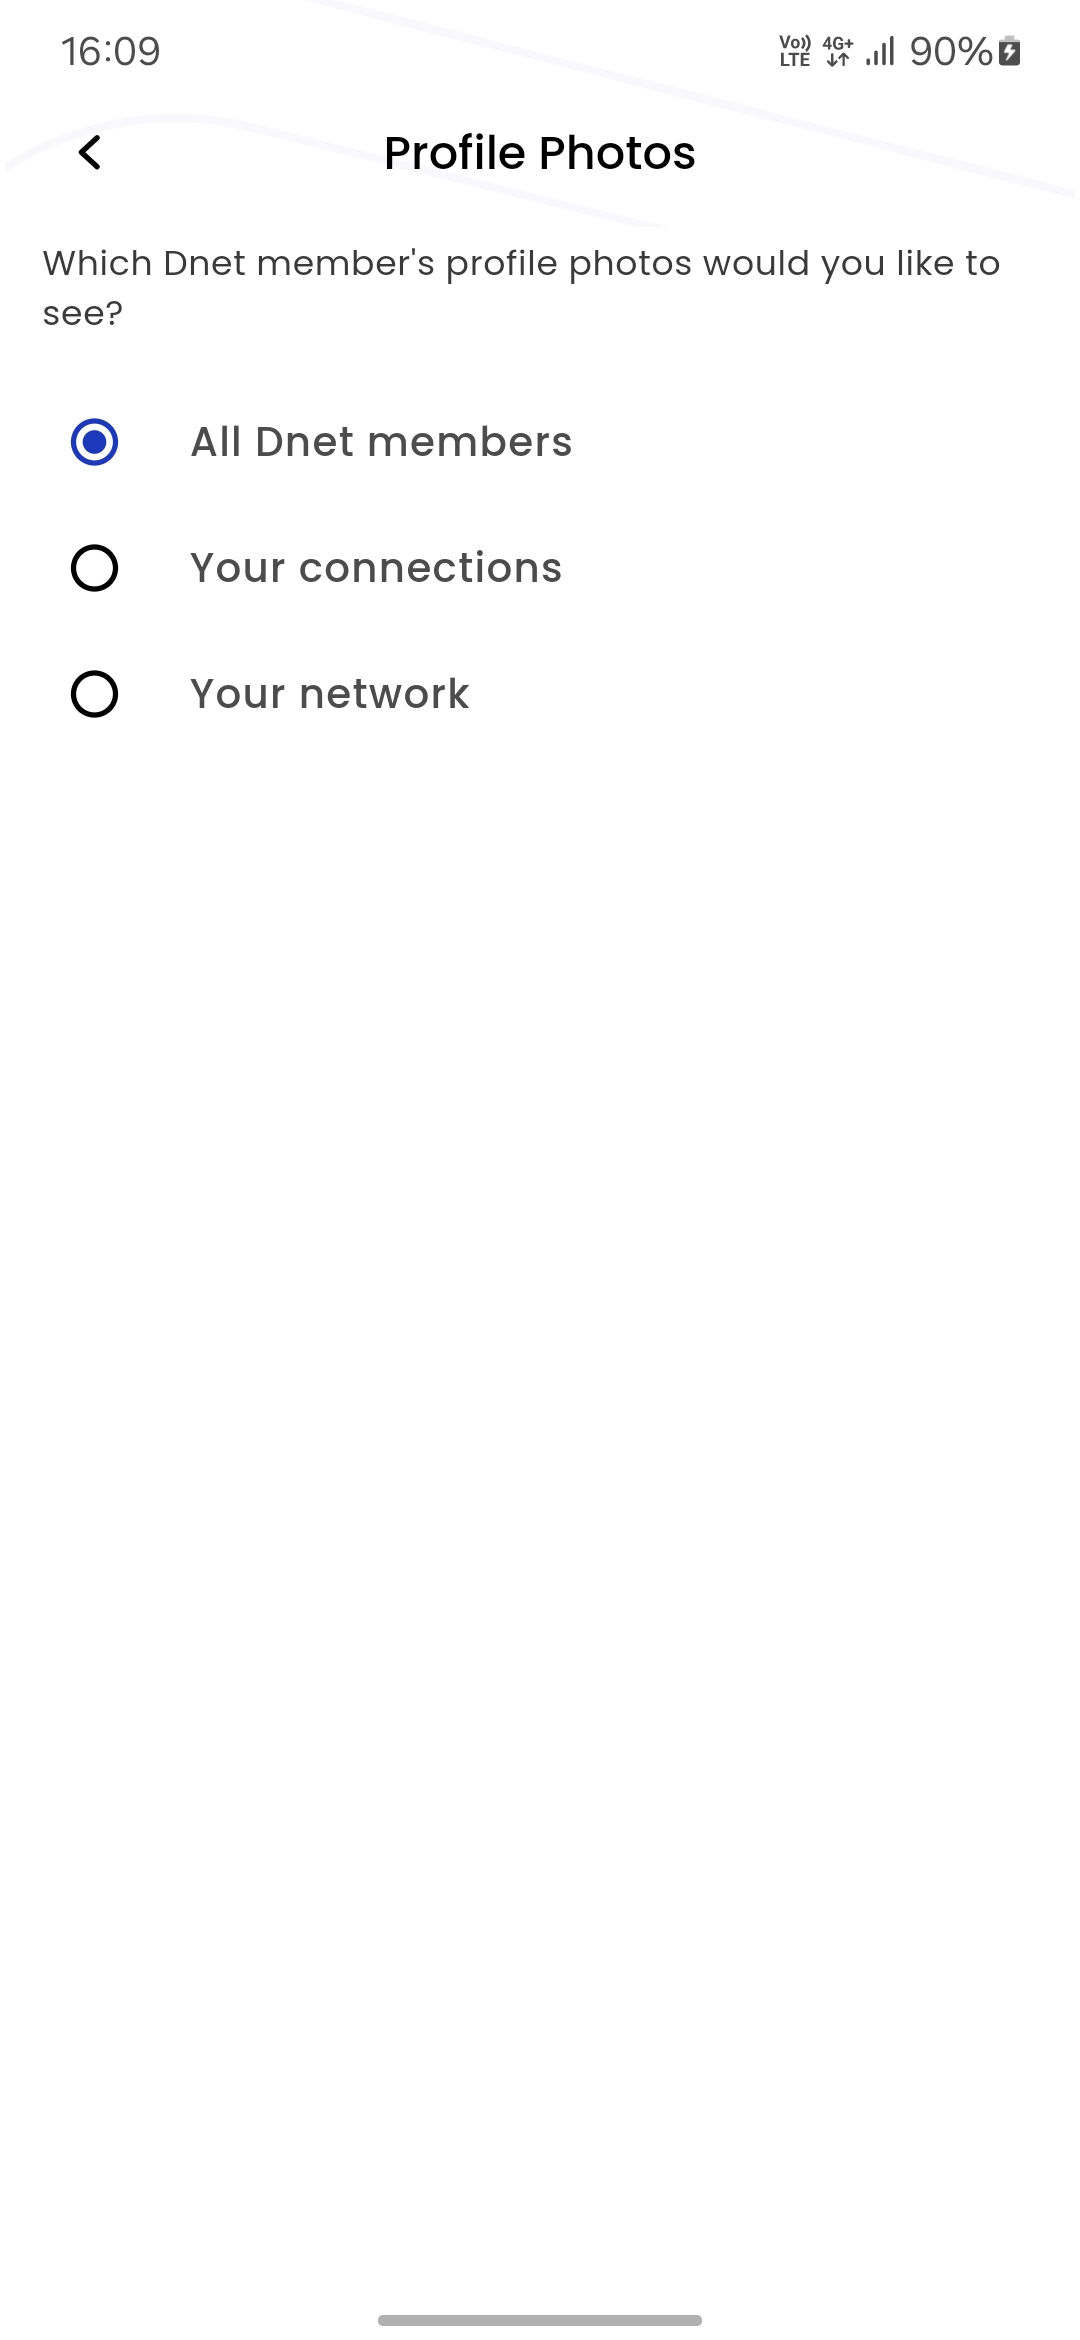 16:09
Vo)) LTE 4G+ 90%
Profile Photos
Which Dnet member's profile photos would you like to
see?
All Dnet members
Your connections
Your network